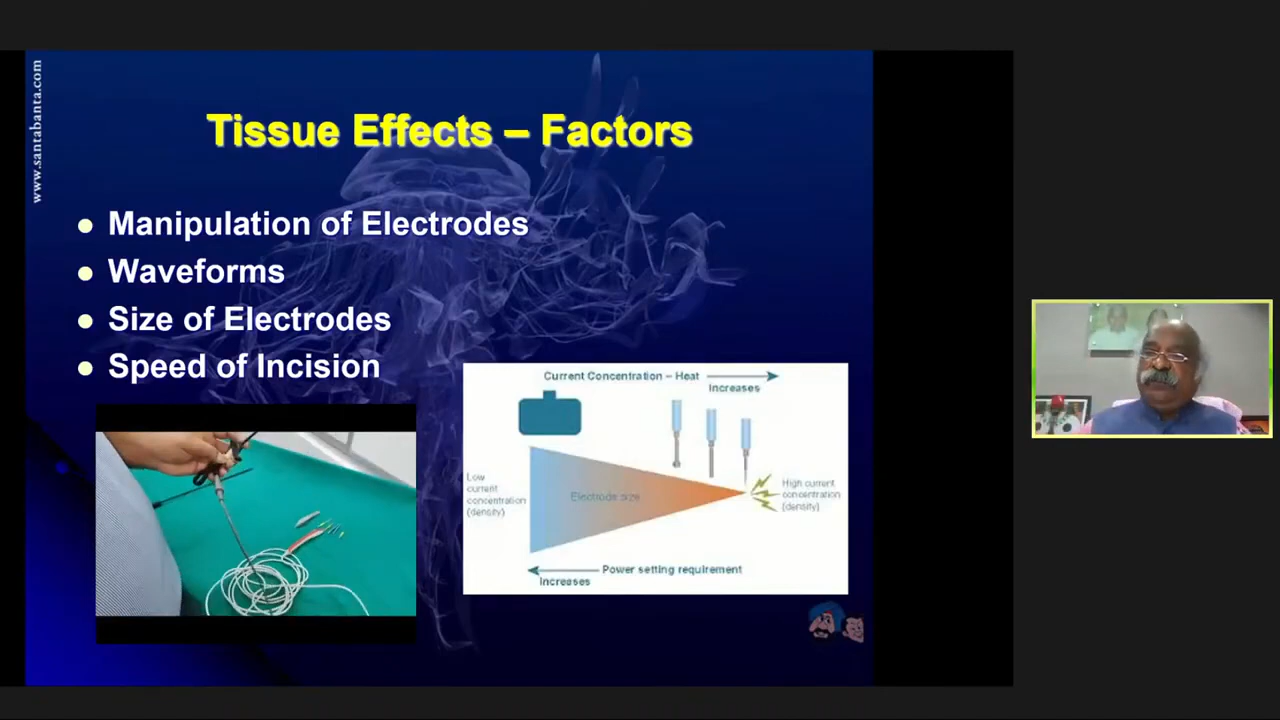 www.santabanta.com
Tissue Effects – Factors
Manipulation of Electrodes
Waveforms
Size of Electrodes
Speed of Incision
Current Concentration – Heat
Increases
Low
current
concentration
(density)
Electrode size
High current
concentration
(density)
Power setting requirement
Increases